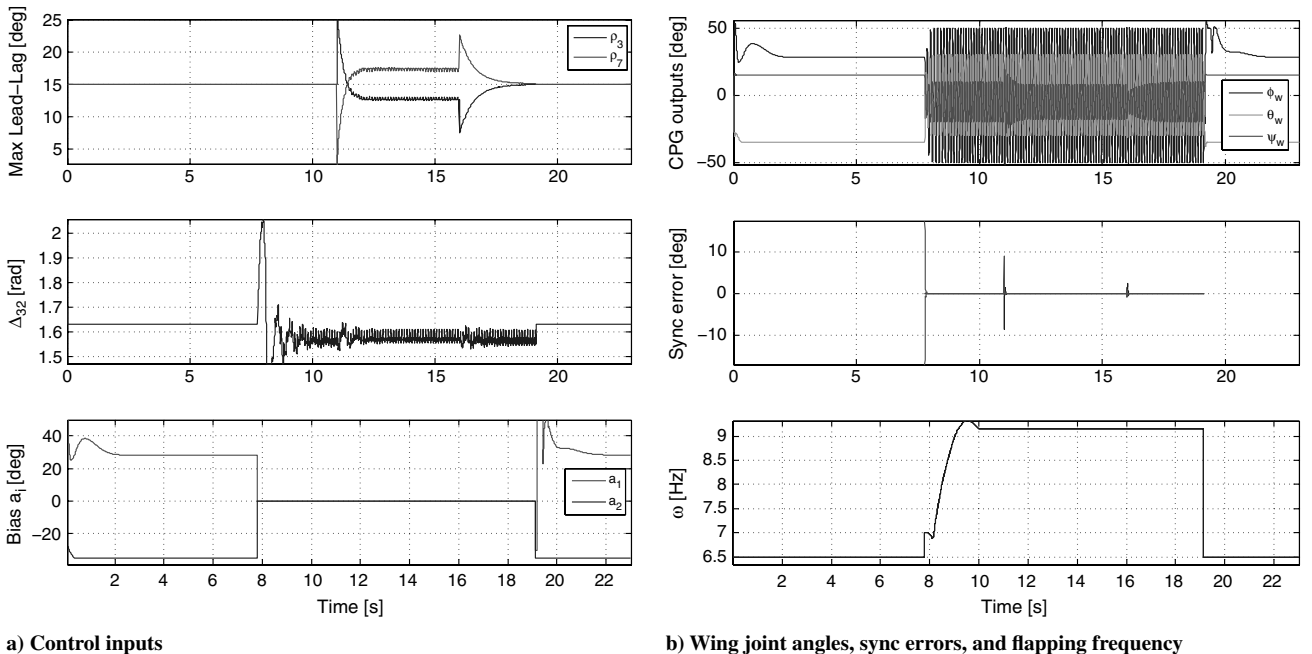 Max Lead–Lag [deg]
25
20
15
10
5
0 5 10 15 20
ρ3
ρ7
Δ32 [rad]
2
1.9
1.8
1.7
1.6
1.5
0 5 10 15 20
Bias ai [deg]
40
20
0
−20
a1
a2
2 4 6 8 10 12 14 16 18 20 22
Time [s]
a) Control inputs
CPG outputs [deg]
50
0
−50
0 5 10 15 20
ϕw
θw
ψw
Sync error [deg]
10
0
−10
0 5 10 15 20
ω [Hz]
9
8.5
8
7.5
7
6.5
2 4 6 8 10 12 14 16 18 20 22
Time [s]
b) Wing joint angles, sync errors, and flapping frequency